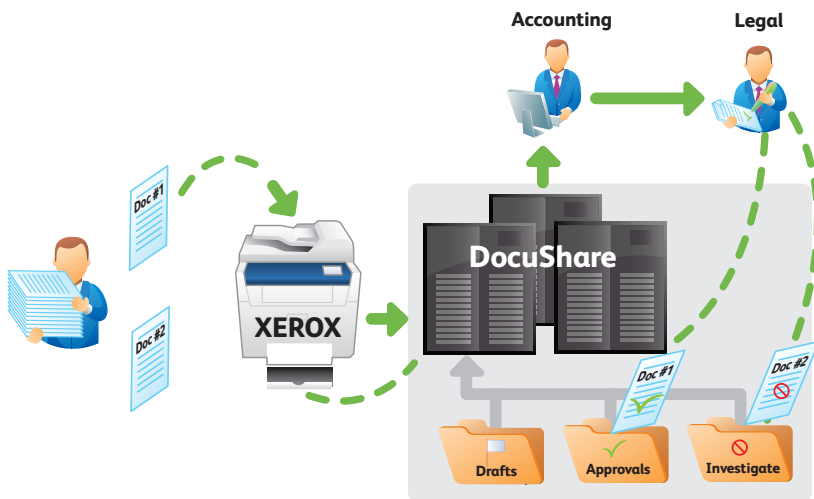 Accounting
Legal
Doc #1
Doc #2
XEROX
DocuShare
Doc #1
Doc #2
Drafts
Approvals
Investigate